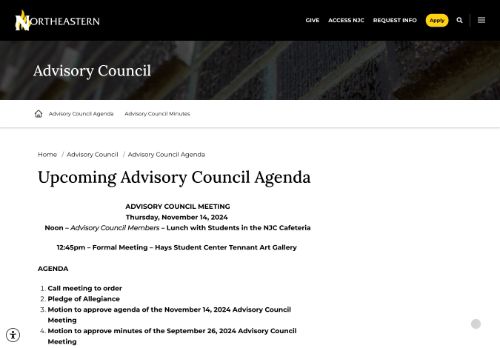 NORTHEASTERN
GIVE ACCESS NJC REQUEST INFO Apply
Advisory Council
Advisory Council Agenda Advisory Council Minutes
Home / Advisory Council / Advisory Council Agenda
Upcoming Advisory Council Agenda
ADVISORY COUNCIL MEETING
Thursday, November 14, 2024
Noon – Advisory Council Members – Lunch with Students in the NJC Cafeteria
12:45pm – Formal Meeting – Hays Student Center Tennant Art Gallery
AGENDA
1. Call meeting to order
2. Pledge of Allegiance
3. Motion to approve agenda of the November 14, 2024 Advisory Council
Meeting
4. Motion to approve minutes of the September 26, 2024 Advisory Council
Meeting